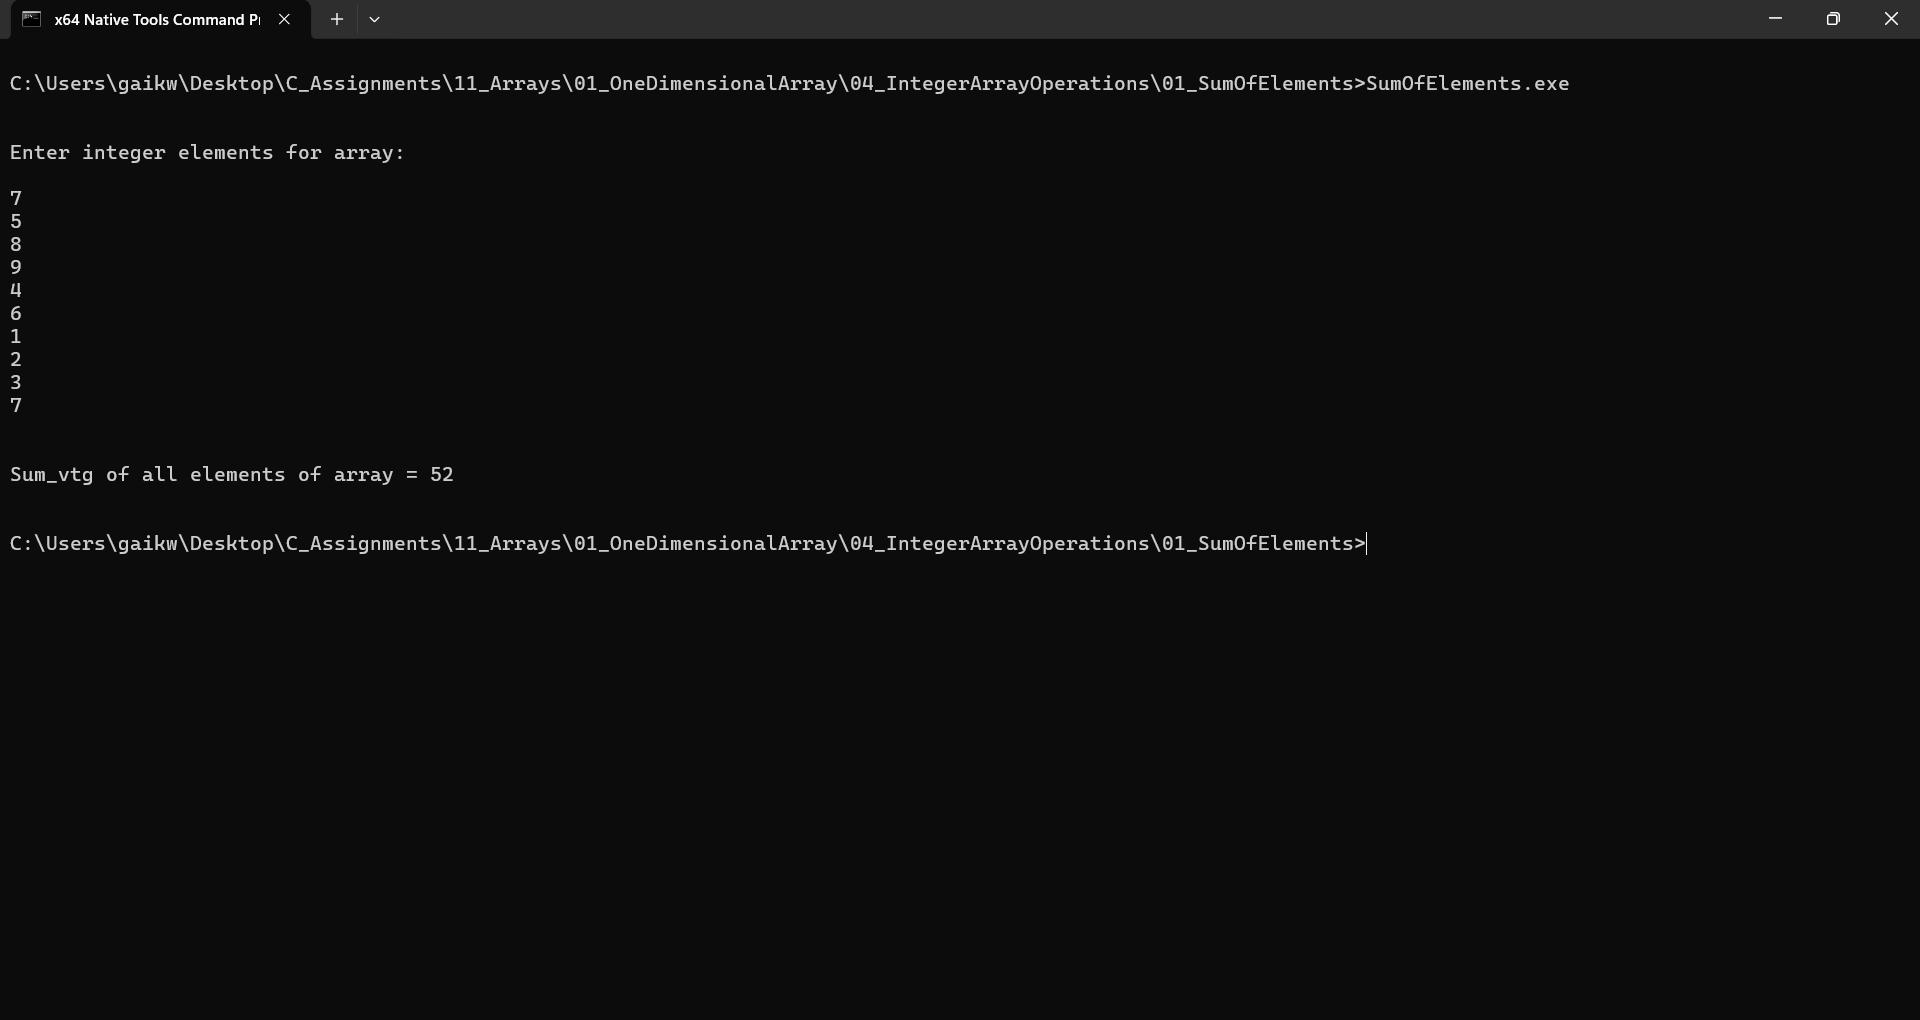 x64 Native Tools Command Pr
C:\Users\gaikw\Desktop\C_Assignments\11_Arrays\01_OneDimensionalArray\04_IntegerArrayOperations\01_SumOfElements>SumOfElements.exe
Enter integer elements for array:
7
5
8
9
4
6
1
2
3
7
Sum_vtg of all elements of array = 52
C:\Users\gaikw\Desktop\C_Assignments\11_Arrays\01_OneDimensionalArray\04_IntegerArrayOperations\01_SumOfElements>